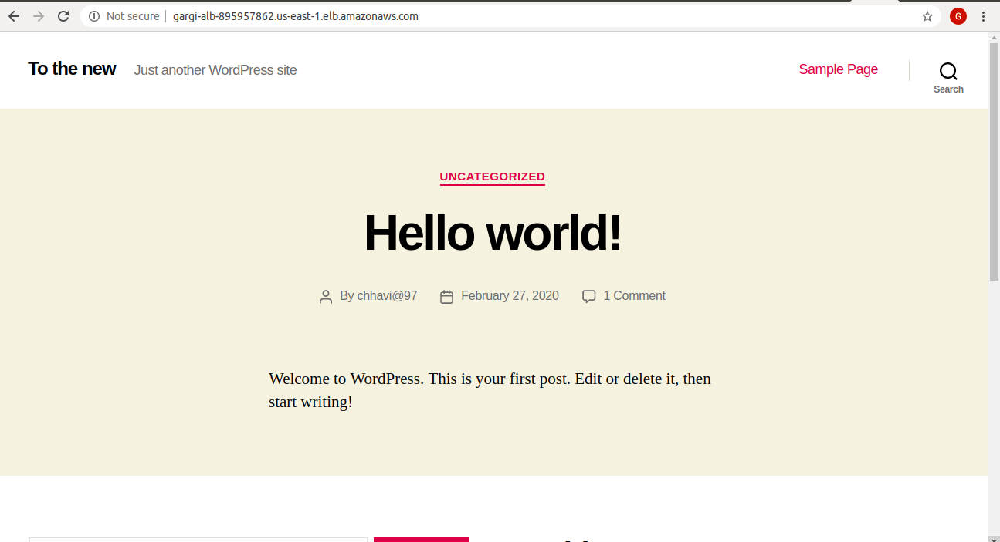 Not secure gargi-alb-895957862.us-east-1.elb.amazonaws.com G
To the new Just another WordPress site Sample Page
Search
UNCATEGORIZED
Hello world!
By chhavi@97 February 27, 2020 1 Comment
Welcome to WordPress. This is your first post. Edit or delete it, then
start writing!